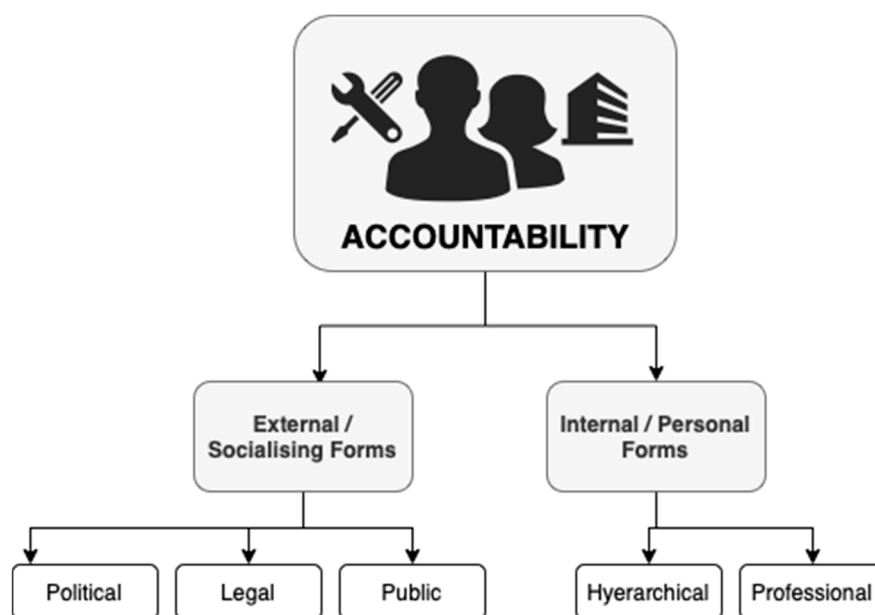 ACCOUNTABILITY
External /
Socialising Forms
Internal / Personal
Forms
Political
Legal
Public
Hyerarchical
Professional